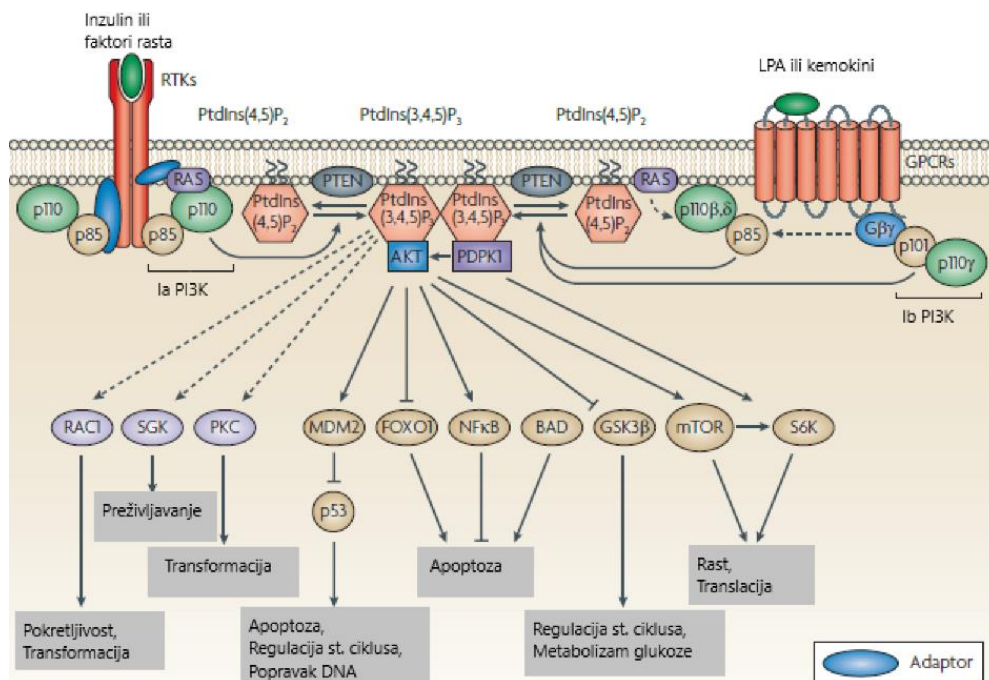 Inzulin ili
faktori rasta
RTKs
LPA ili kemokini
PtdIns(4,5)P₂
PtdIns(3,4,5)P₃
PtdIns(4,5)P₂
GPCRs
RAS
PTEN
PTEN
RAS
p110
p85
p85
p110
PtdIns
(4,5)P₂
PtdIns
(3,4,5)P₃
PtdIns
(3,4,5)P₃
PtdIns
(4,5)P₂
p110β,δ
p85
Gβγ
p101
p110γ
AKT
PDPK1
Ia PI3K
Ib PI3K
RAC1
SGK
PKC
MDM2
FOXO1
NFκB
BAD
GSK3β
mTOR
S6K
p53
Preživljavanje
Transformacija
Apoptoza
Rast,
Translacija
Pokretljivost,
Transformacija
Apoptoza,
Regulacija st. ciklusa,
Popravak DNA
Regulacija st. ciklusa,
Metabolizam glukoze
Adaptor